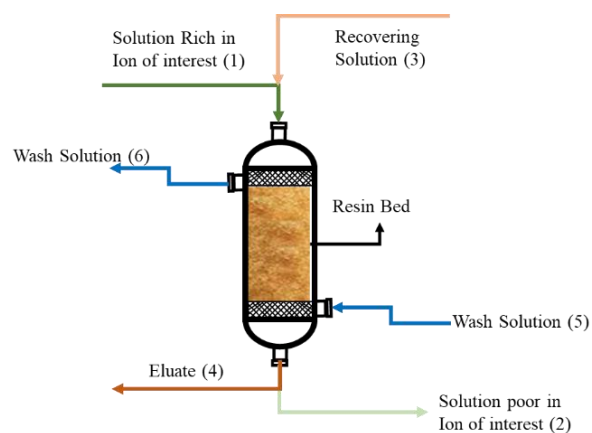 Solution Rich in
Ion of interest (1)
Recovering
Solution (3)
Wash Solution (6)
Resin Bed
Wash Solution (5)
Eluate (4)
Solution poor in
Ion of interest (2)